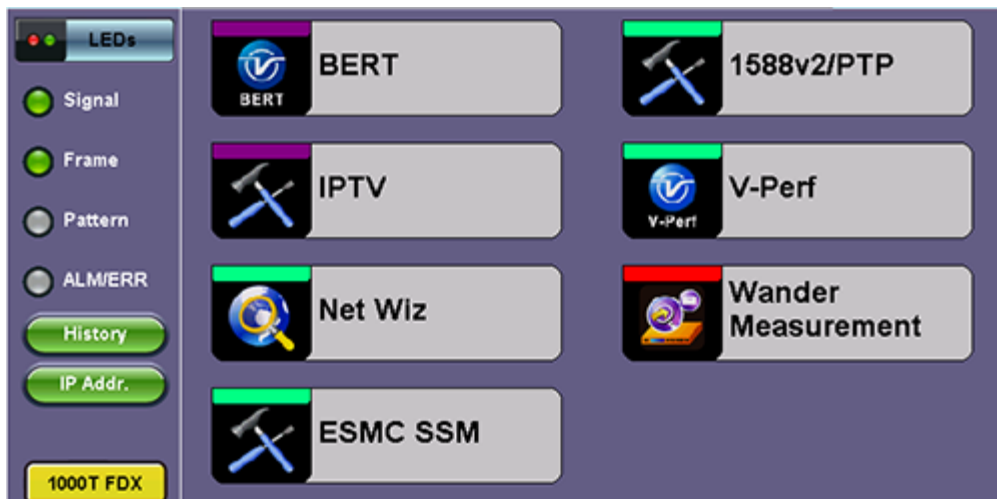 LEDs
Signal
Frame
Pattern
ALM/ERR
History
IP Addr.
1000T FDX
BERT
BERT
1588v2/PTP
IPTV
V-Perf
V-Perf
Net Wiz
Wander
Measurement
ESMC SSM